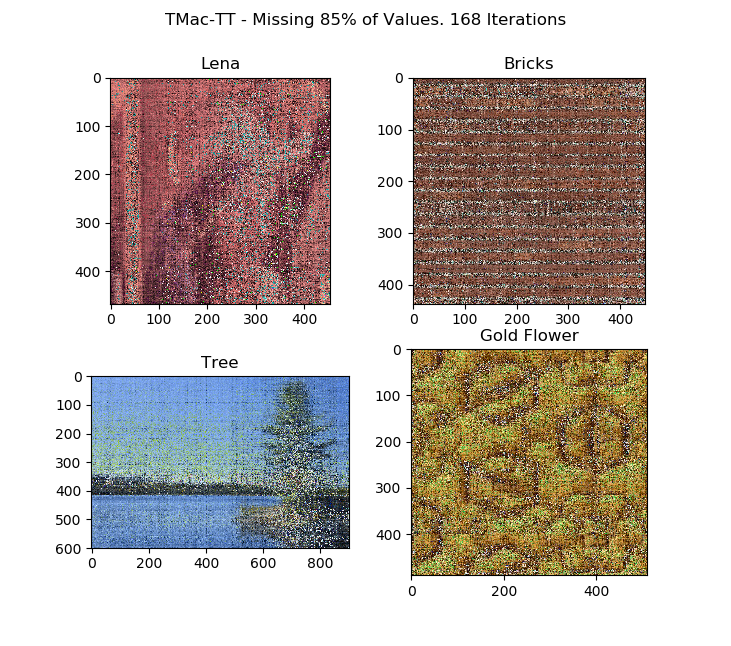 TMac-TT - Missing 85% of Values. 168 Iterations
Lena
0
100
200
300
400
0 100 200 300 400
Bricks
0
100
200
300
400
0 100 200 300 400
Tree
0
100
200
300
400
500
600
0 200 400 600 800
Gold Flower
0
100
200
300
400
0 200 400